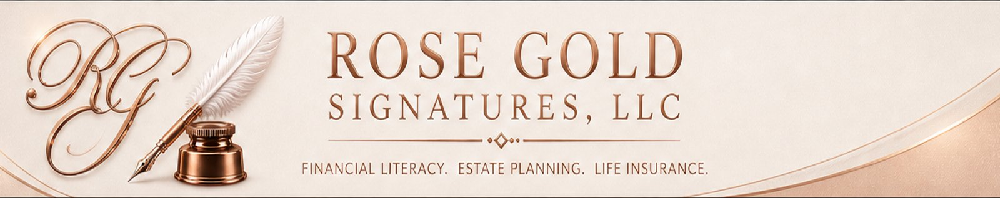 RG
ROSE GOLD
SIGNATURES, LLC
FINANCIAL LITERACY. ESTATE PLANNING. LIFE INSURANCE.